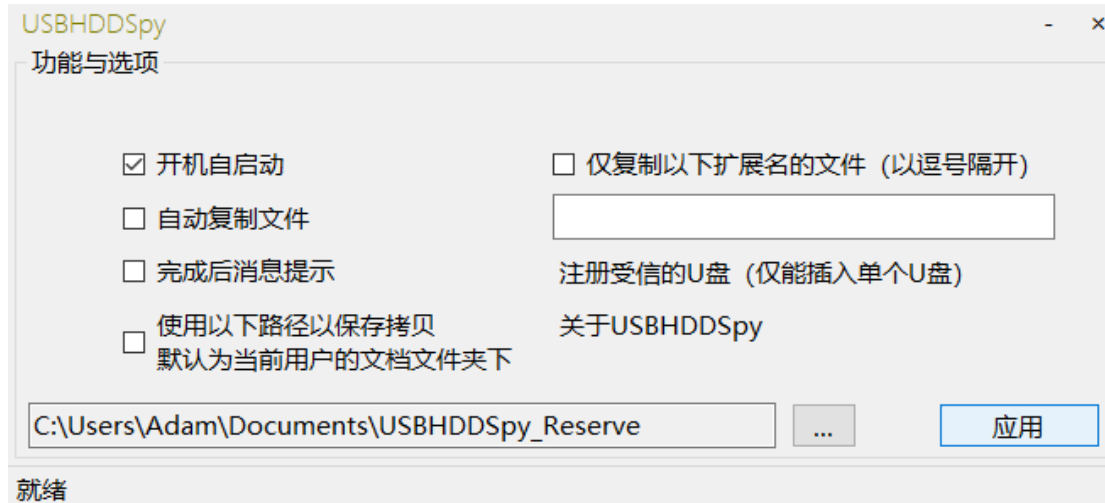 USBHDDSpy
功能与选项
开机自启动
仅复制以下扩展名的文件（以逗号隔开）
自动复制文件
完成后消息提示
注册受信的U盘（仅能插入单个U盘）
使用以下路径以保存拷贝
默认为当前用户的文档文件夹下
关于USBHDDSpy
C:\Users\Adam\Documents\USBHDDSpy_Reserve
...
应用
就绪